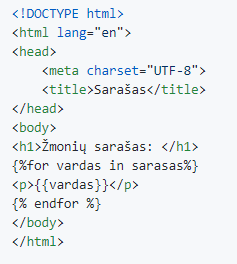 <!DOCTYPE html>
<html lang="en">
<head>
    <meta charset="UTF-8">
    <title>Sarašas</title>
</head>
<body>
<h1>Žmonių sarašas: </h1>
{%for vardas in sarasas%}
<p>{{vardas}}</p>
{% endfor %}
</body>
</html>